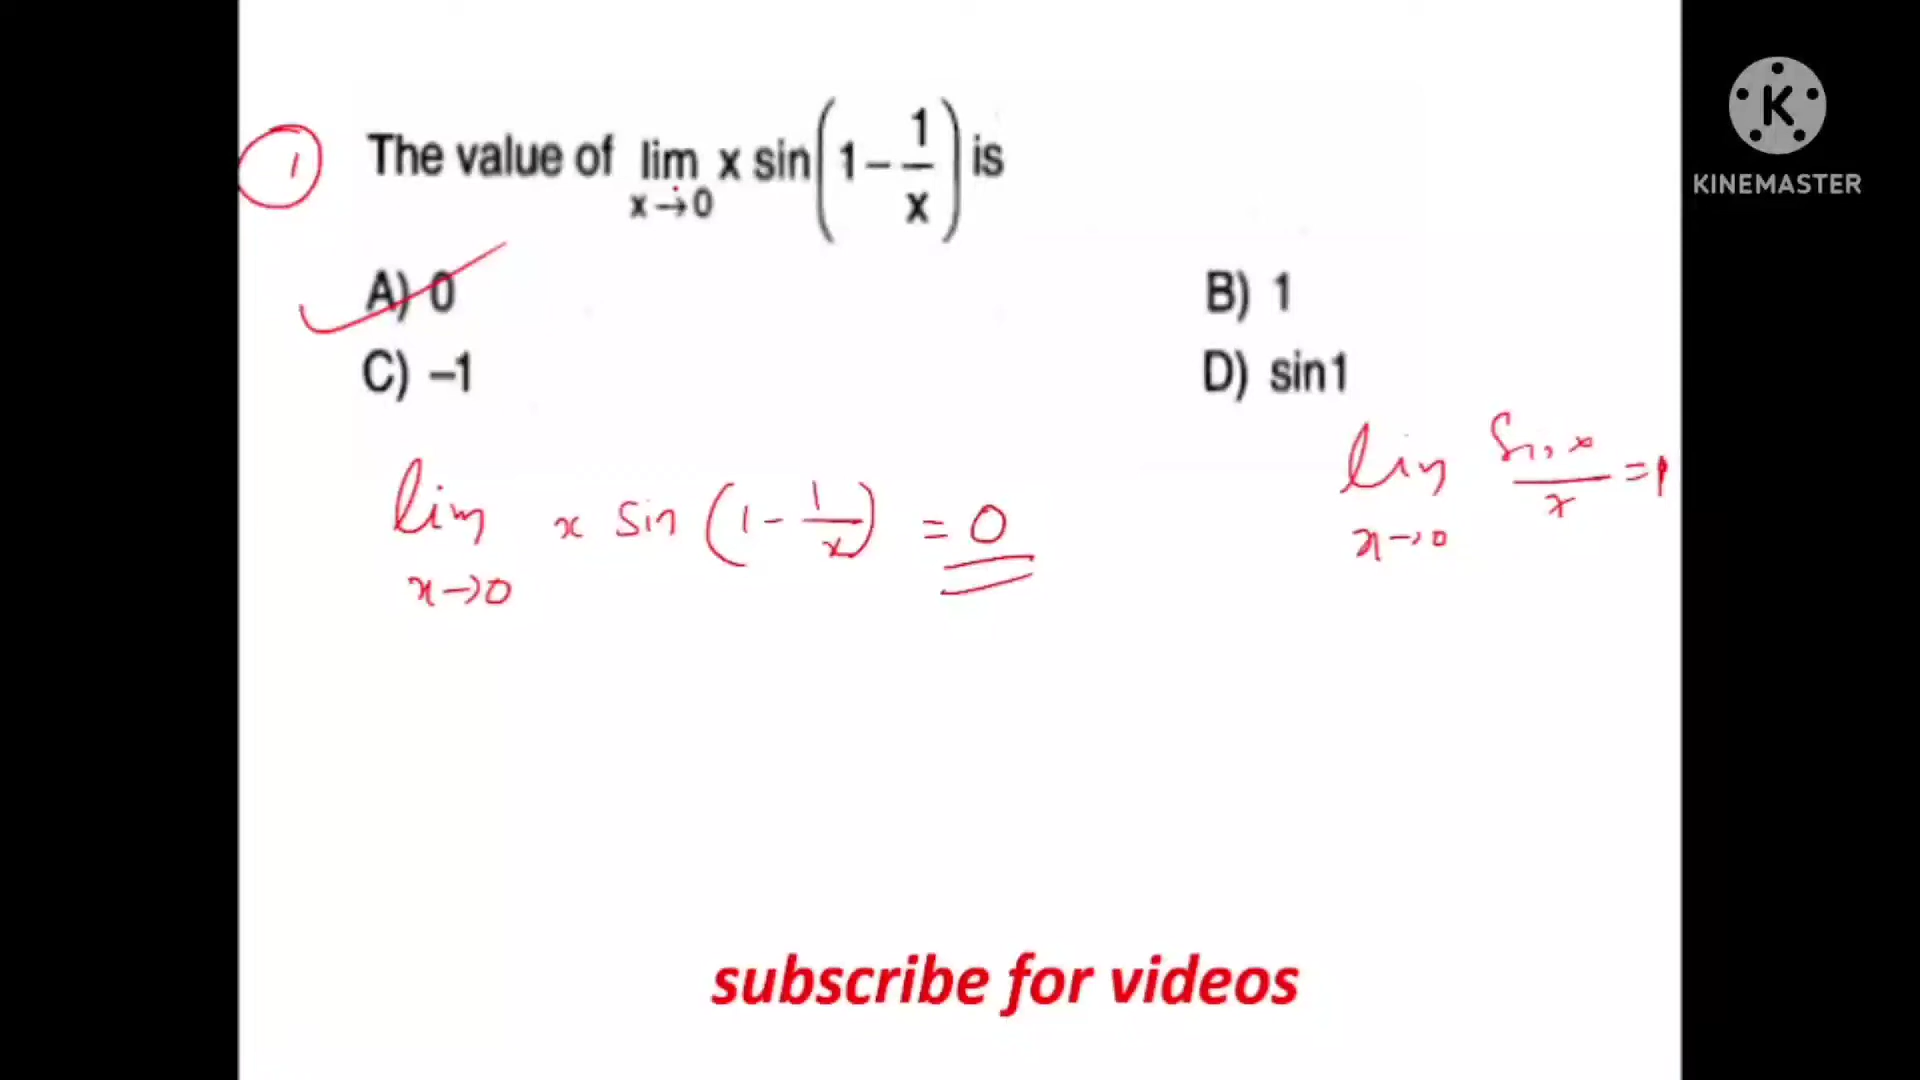 1 The value of lim x→0 x sin(1 − 1/x) is
A) 0 B) 1
C) –1 D) sin1
lim x→0 x sin (1 − 1/x) = 0
lim x→0 sin x / x = 1
subscribe for videos
K
KINEMASTER